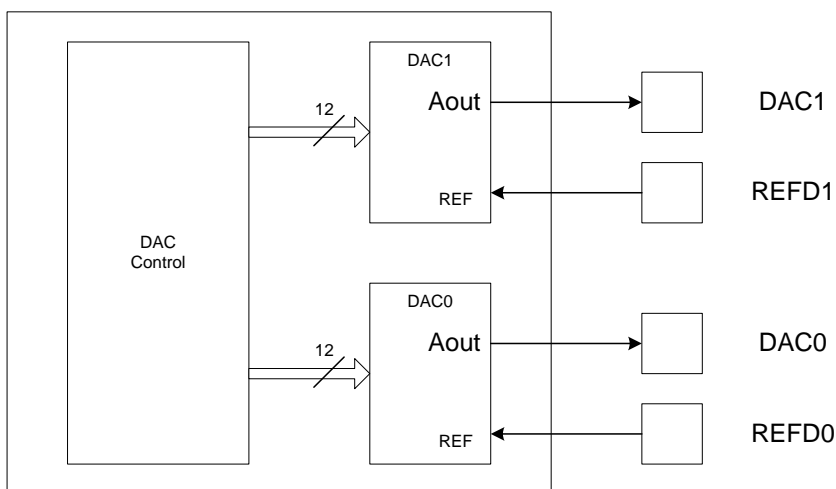 DAC1
12
Aout
DAC1
REF
REFD1
DAC
Control
DAC0
12
Aout
DAC0
REF
REFD0